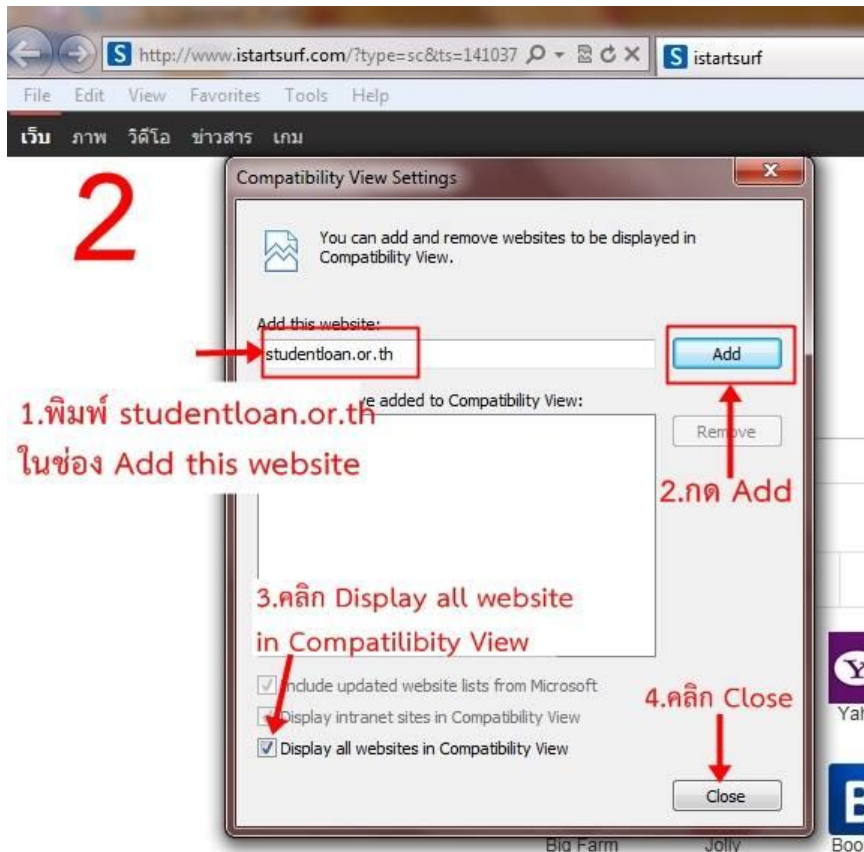 http://www.istartsurf.com/?type=sc&ts=141037
istartsurf
File Edit View Favorites Tools Help
เว็บ ภาพ วิดีโอ ข่าวสาร เกม
2
Compatibility View Settings
You can add and remove websites to be displayed in
Compatibility View.
Add this website:
studentloan.or.th
Add
1.พิมพ์ studentloan.or.th
ในช่อง Add this website
added to Compatibility View:
Remove
2.กด Add
3.คลิก Display all website
in Compatilibity View
Include updated website lists from Microsoft
Display intranet sites in Compatibility View
Display all websites in Compatibility View
4.คลิก Close
Close
Big Farm
Jolly